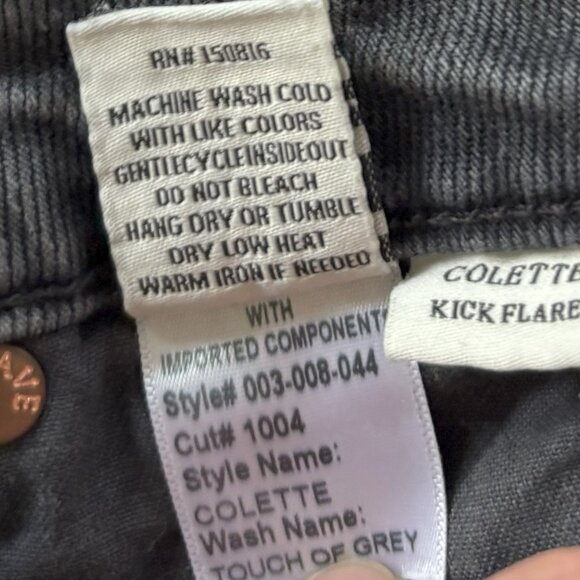 RN# 150816
MACHINE WASH COLD
WITH LIKE COLORS
GENTLECYCLEINSIDEOUT
DO NOT BLEACH
HANG DRY OR TUMBLE
DRY LOW HEAT
WARM IRON IF NEEDED
WITH
IMPORTED COMPONENT
Style# 003-008-044
Cut# 1004
Style Name:
COLETTE
Wash Name:
TOUCH OF GREY
COLETTE
KICK FLARE
AVE